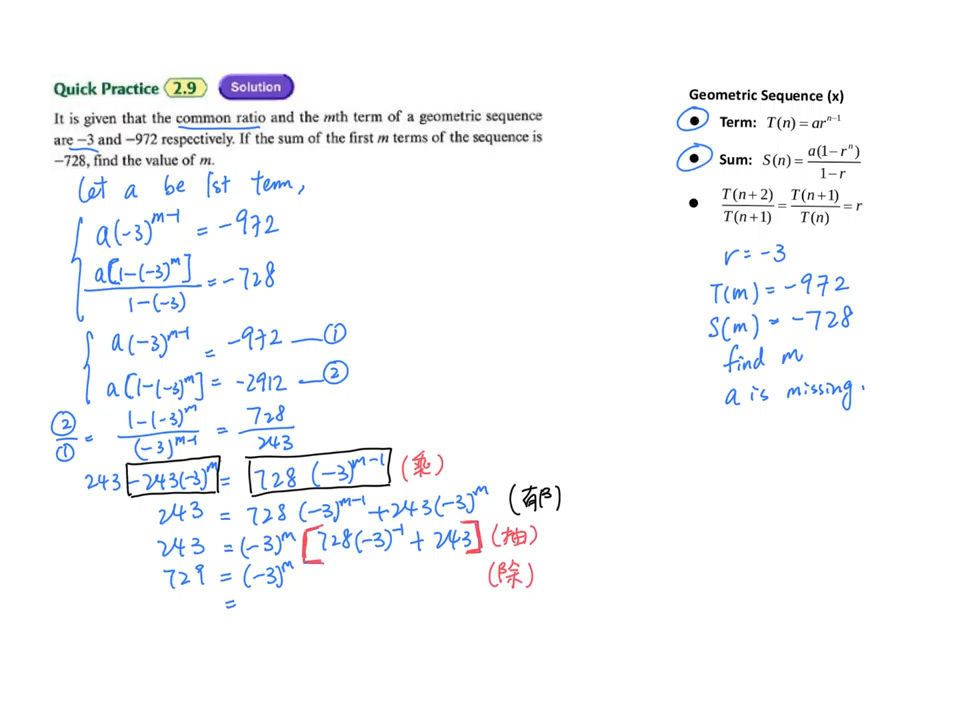 Quick Practice 2.9 Solution
It is given that the common ratio and the mth term of a geometric sequence
are −3 and −972 respectively. If the sum of the first m terms of the sequence is
−728, find the value of m.
Let a be 1st term,
a(-3)^{m-1} = -972
a[1-(-3)^m] / 1-(-3) = -728
a(-3)^{m-1} = -972 — ①
a[1-(-3)^m] = -2912 — ②
②/① = 1-(-3)^m / (-3)^{m-1} = 728/243
243 -243(-3)^m = 728 (-3)^{m-1} (乘)
243 = 728 (-3)^{m-1} + 243(-3)^m
243 = (-3)^m [728(-3)^{-1} + 243] (抽)
729 = (-3)^m (除)
=
Geometric Sequence (x)
● Term: T(n) = ar^{n−1}
● Sum: S(n) = a(1−r^n) / 1−r
● T(n+2)/T(n+1) = T(n+1)/T(n) = r
r = -3
T(m) = -972
S(m) = -728
find m
a is missing.